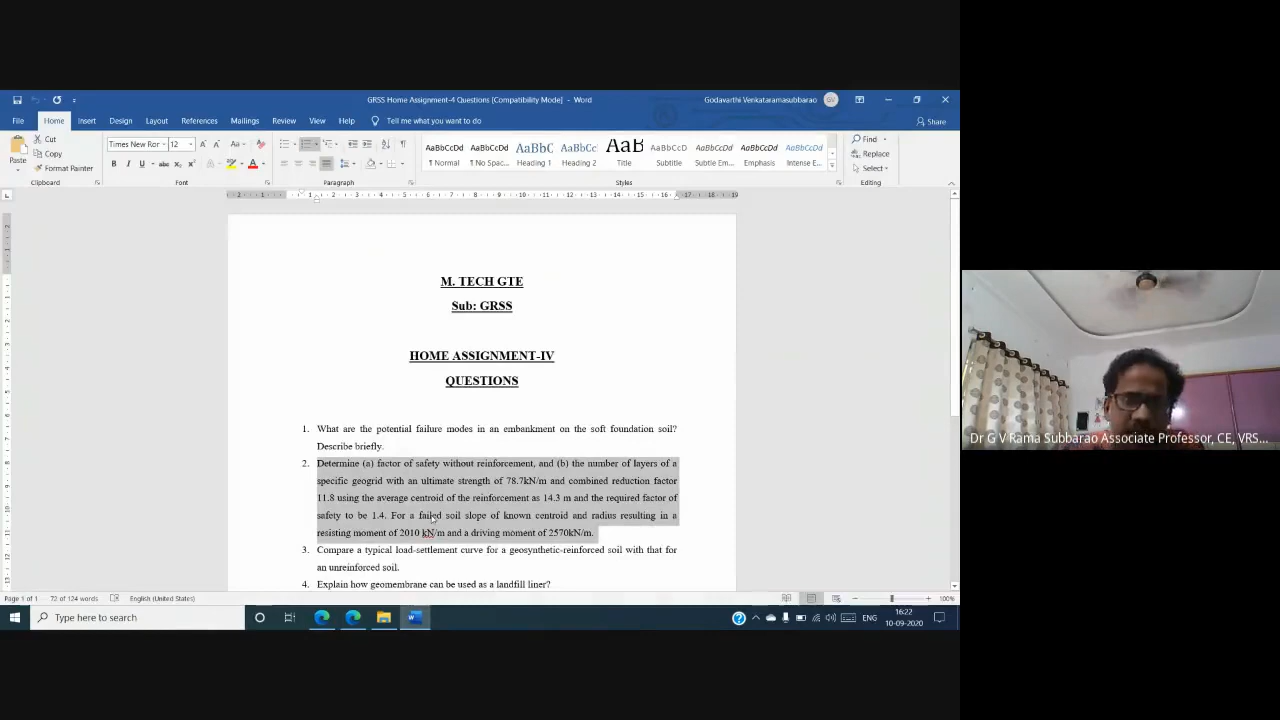 GRSS Home Assignment-4 Questions [Compatibility Mode] - Word
Godavarthi Venkataramasubbarao
GV
File Home Insert Design Layout References Mailings Review View Help Tell me what you want to do
Share
Paste
Cut
Copy
Format Painter
Clipboard
Times New Ror 12
Font
Paragraph
AaBbCcDd AaBbCcDd AaBbC AaBbCc AaBb AaBbCcD AaBbCcDd AaBbCcDd AaBbCcDd
¶ Normal ¶ No Spac... Heading 1 Heading 2 Title Subtitle Subtle Em... Emphasis Intense E...
Styles
Find
Replace
Select
Editing
M. TECH GTE
Sub: GRSS
HOME ASSIGNMENT-IV
QUESTIONS
1. What are the potential failure modes in an embankment on the soft foundation soil?
Describe briefly.
2. Determine (a) factor of safety without reinforcement, and (b) the number of layers of a
specific geogrid with an ultimate strength of 78.7kN/m and combined reduction factor
11.8 using the average centroid of the reinforcement as 14.3 m and the required factor of
safety to be 1.4. For a failed soil slope of known centroid and radius resulting in a
resisting moment of 2010 kN/m and a driving moment of 2570kN/m.
3. Compare a typical load-settlement curve for a geosynthetic-reinforced soil with that for
an unreinforced soil.
4. Explain how geomembrane can be used as a landfill liner?
Dr G V Rama Subbarao Associate Professor, CE, VRS...
Page 1 of 1 72 of 124 words English (United States)
100%
Type here to search
ENG
16:22
10-09-2020